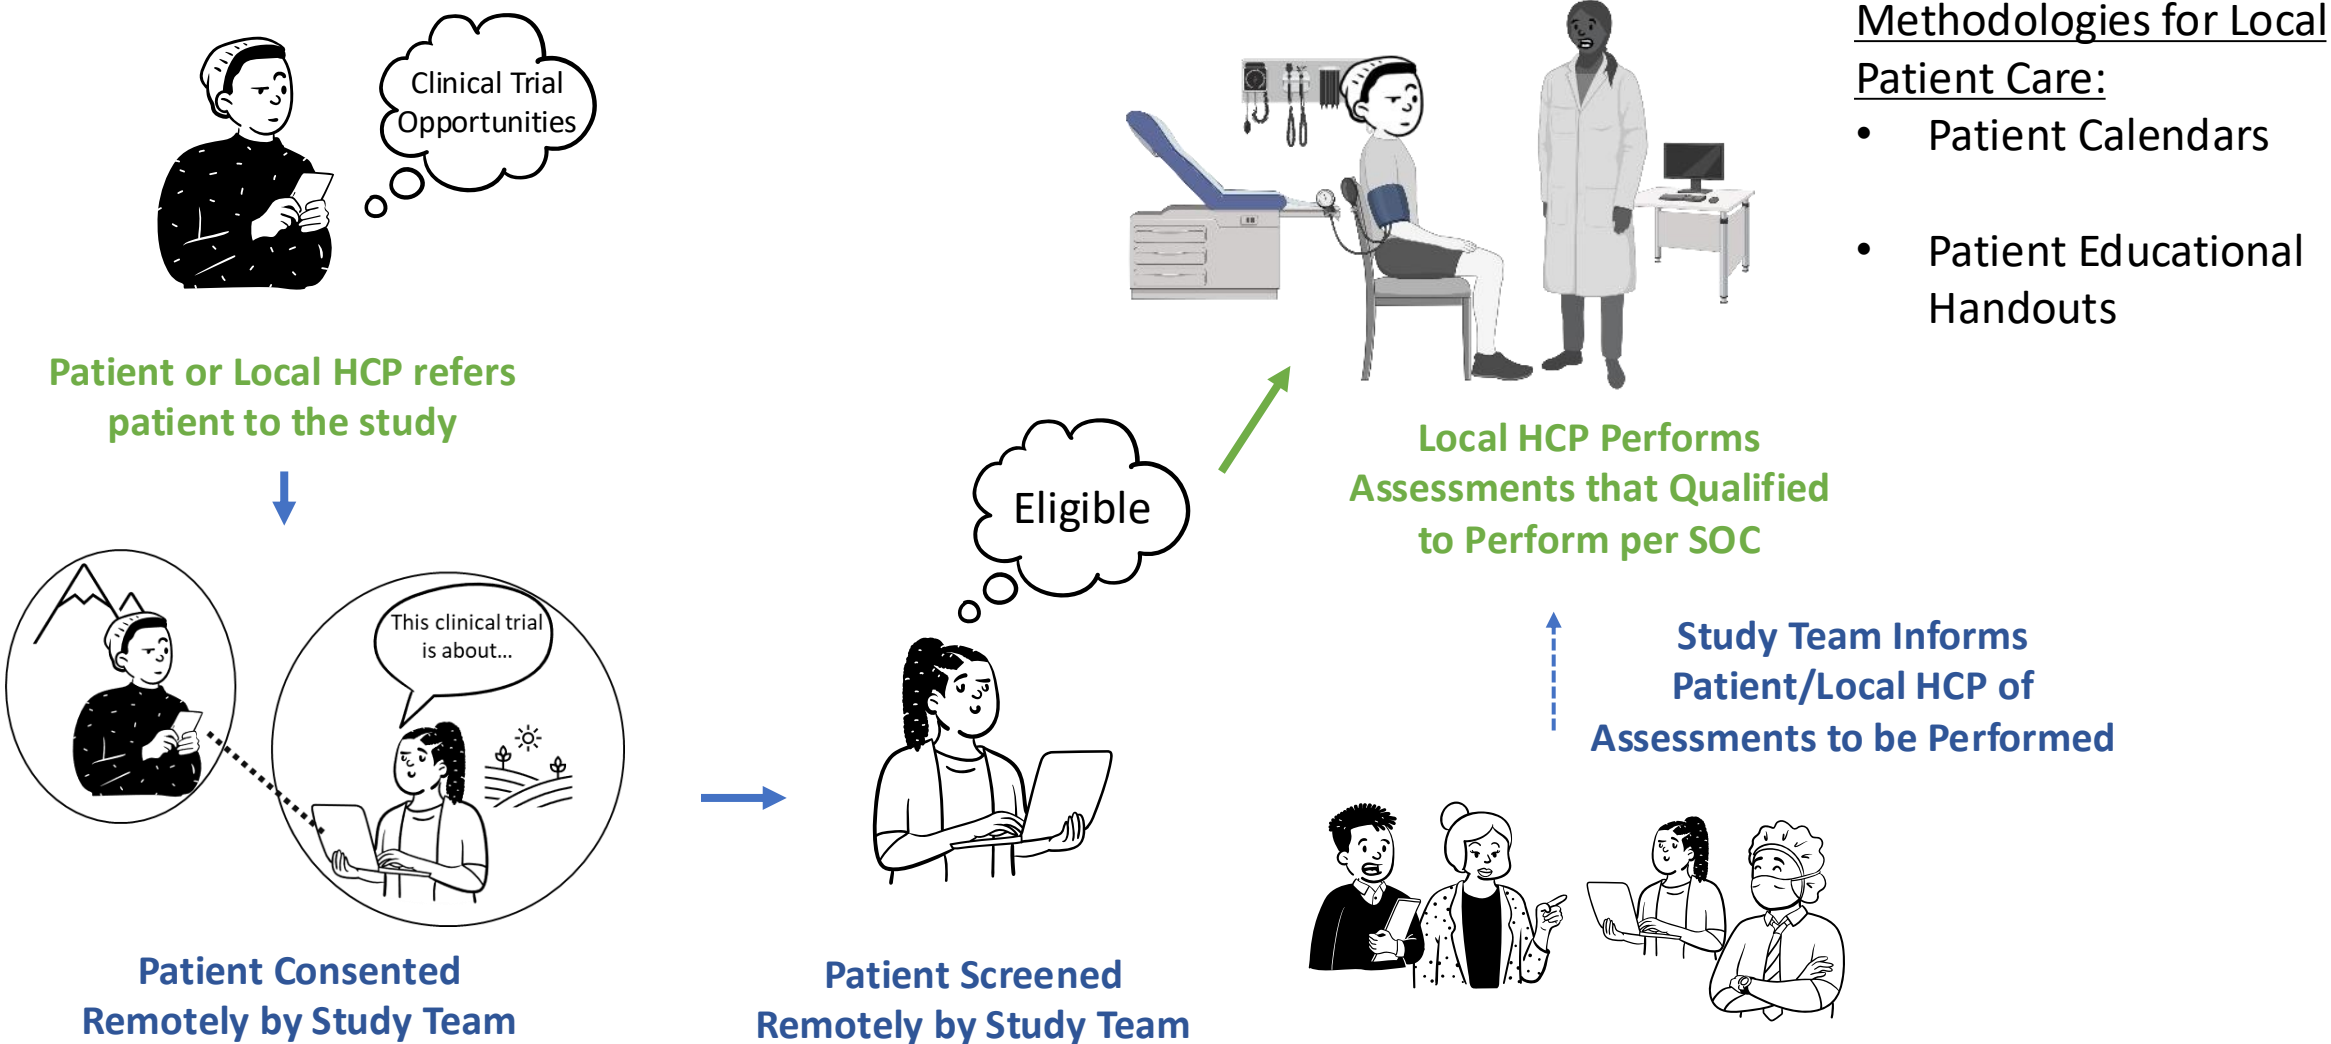 Clinical Trial
Opportunities
Patient or Local HCP refers
patient to the study
This clinical trial
is about...
Patient Consented
Remotely by Study Team
Eligible
Patient Screened
Remotely by Study Team
Local HCP Performs
Assessments that Qualified
to Perform per SOC
Study Team Informs
Patient/Local HCP of
Assessments to be Performed
Methodologies for Local
Patient Care:
• Patient Calendars
• Patient Educational
Handouts